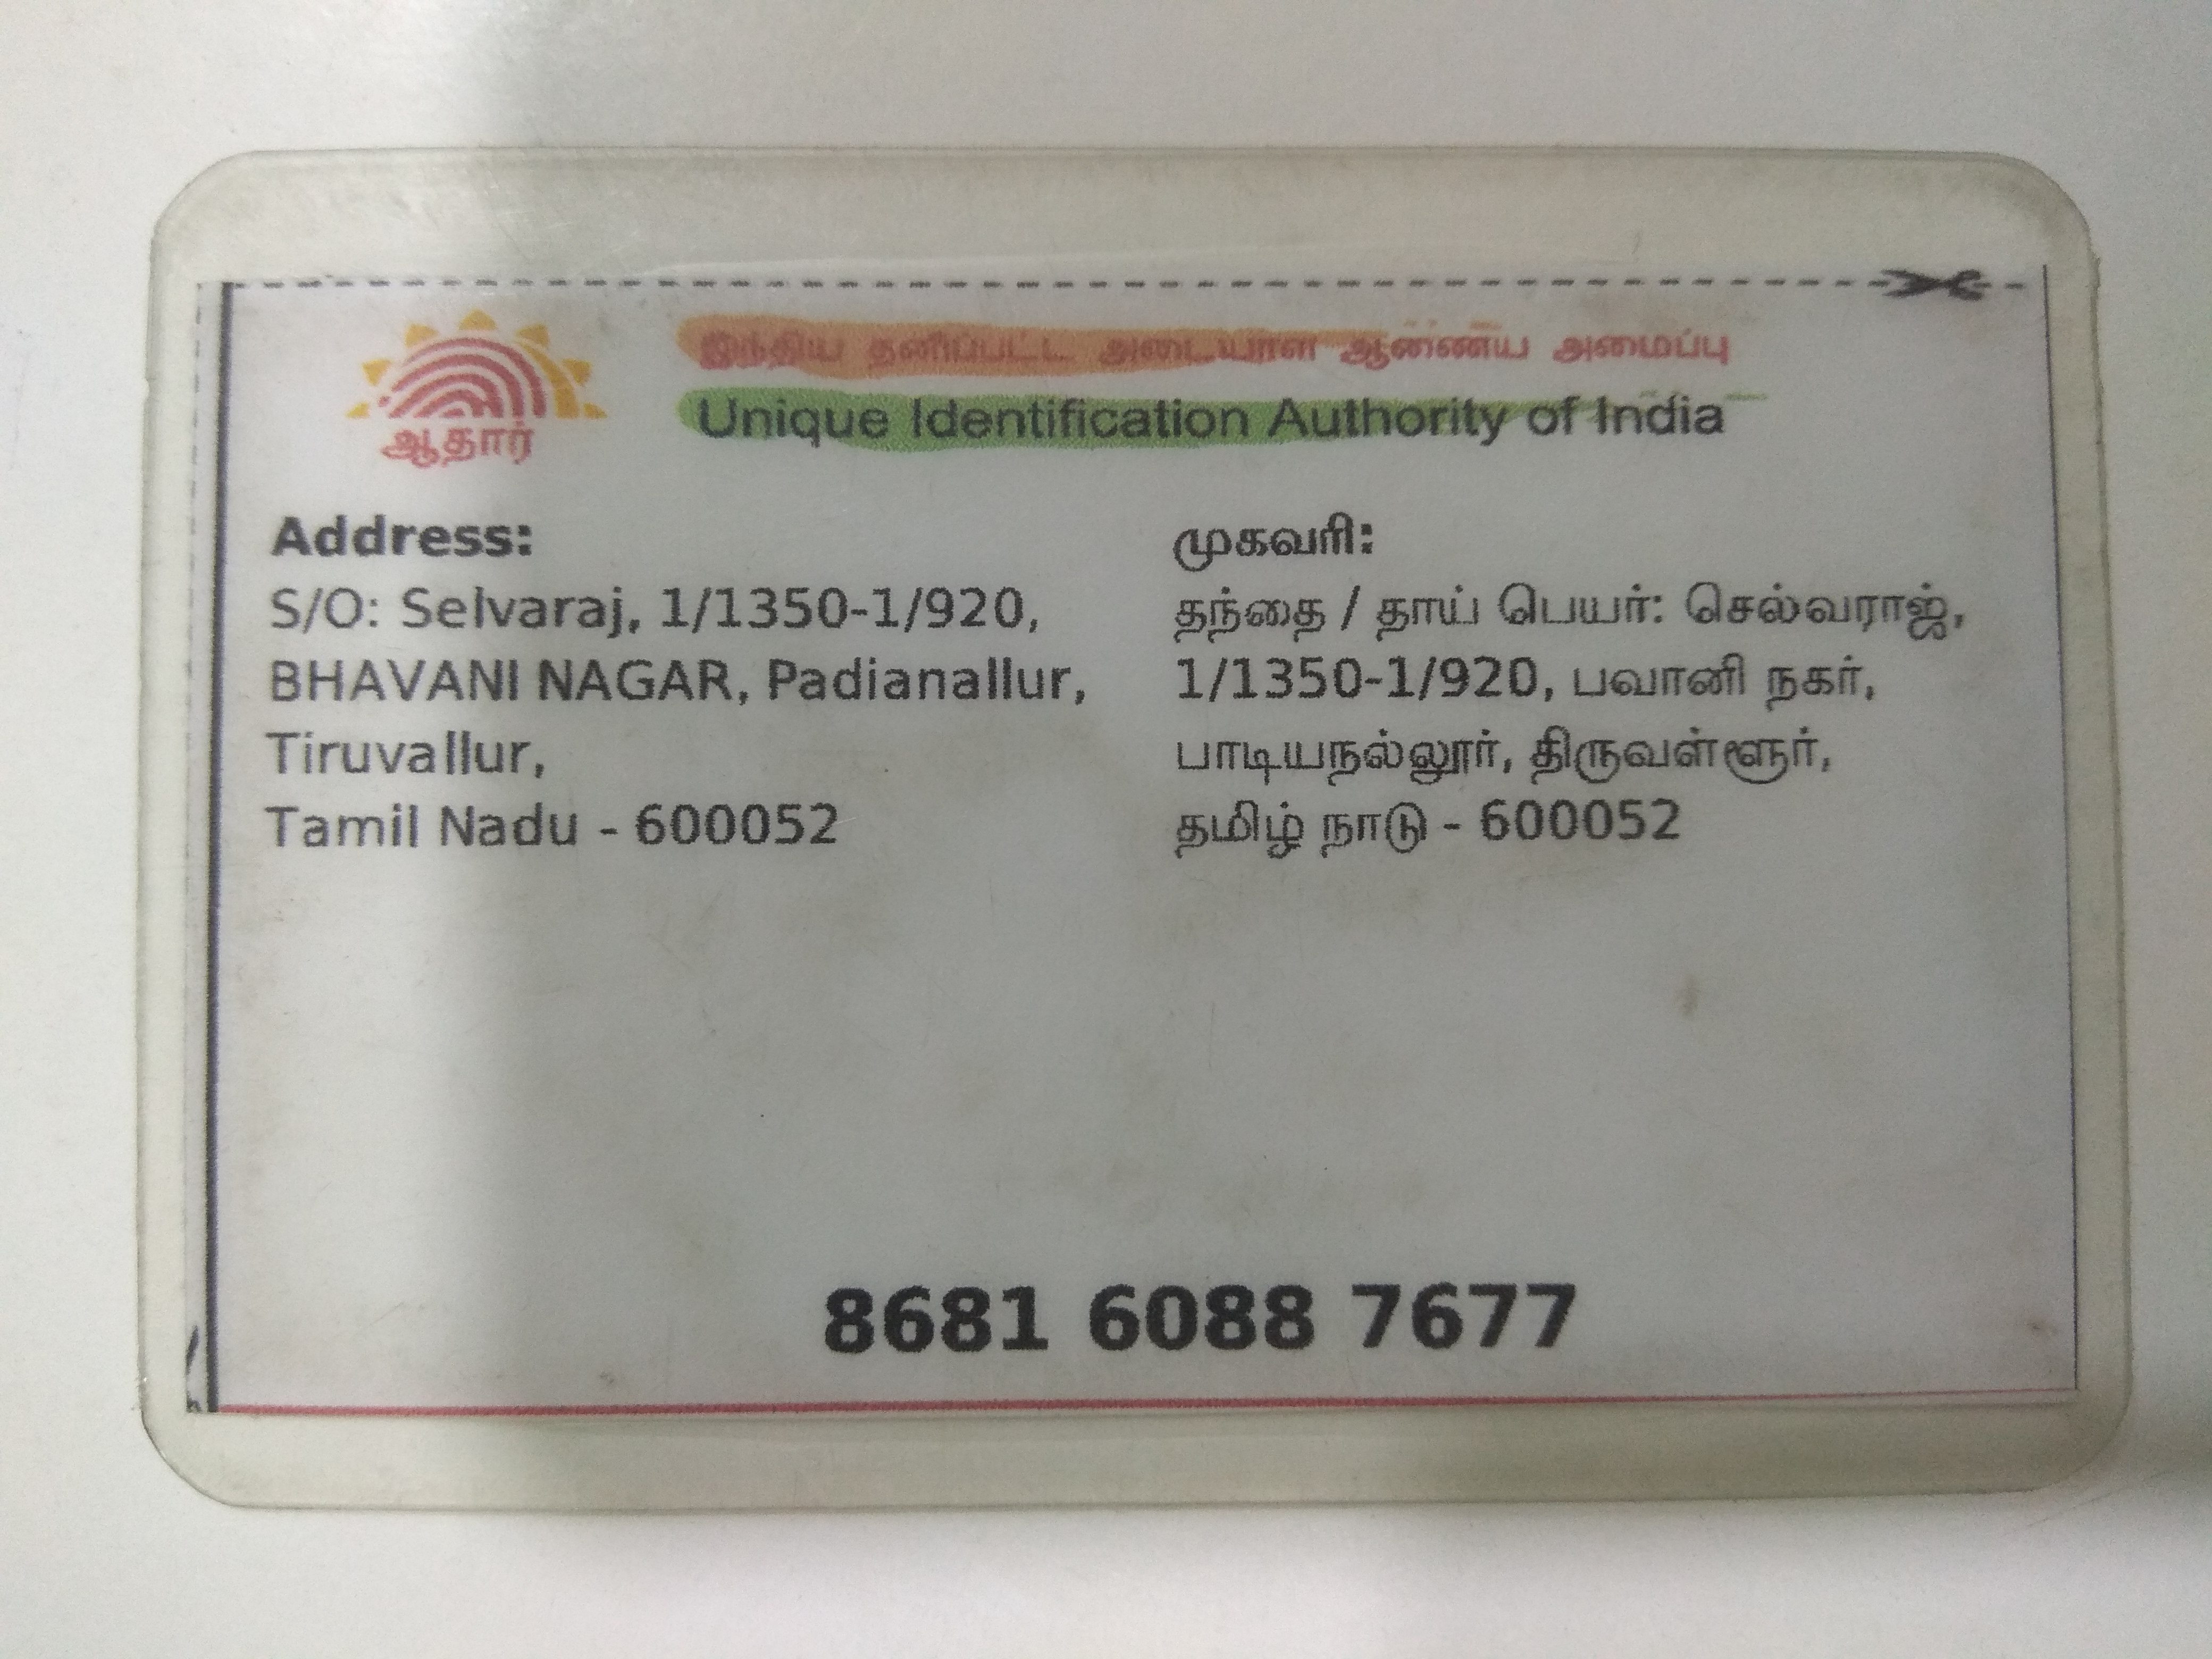 ஆதார்
இந்திய தனிப்பட்ட அடையாள ஆணைய அமைப்பு
Unique Identification Authority of India
Address:
S/O: Selvaraj, 1/1350-1/920,
BHAVANI NAGAR, Padianallur,
Tiruvallur,
Tamil Nadu - 600052
முகவரி:
தந்தை / தாய் பெயர்: செல்வராஜ்,
1/1350-1/920, பவானி நகர்,
பாடியநல்லூர், திருவள்ளூர்,
தமிழ் நாடு - 600052
8681 6088 7677